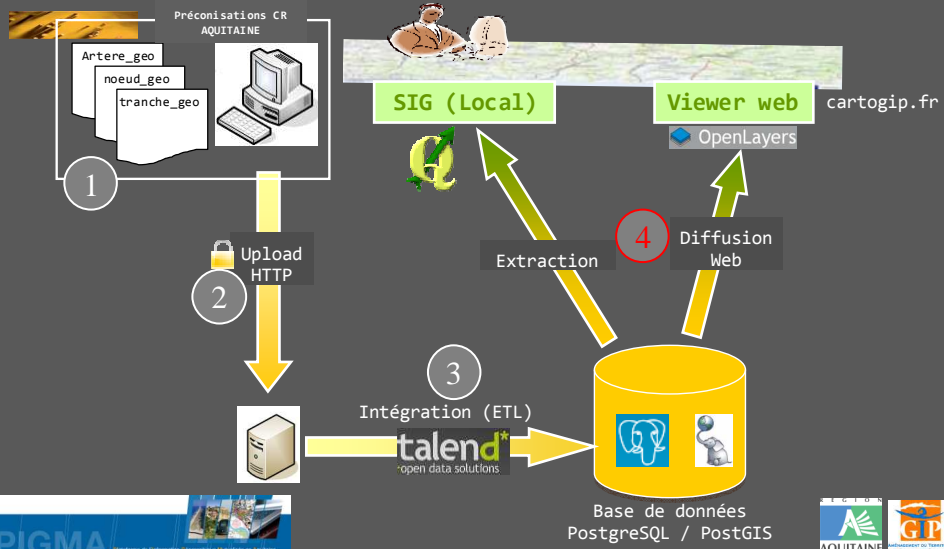 Préconisations CR
AQUITAINE
Artere_geo
noeud_geo
tranche_geo
1
SIG (Local)
Viewer web
cartogip.fr
OpenLayers
Upload
HTTP
2
Extraction
4
Diffusion
Web
3
Intégration (ETL)
talend*
open data solutions
Base de données
PostgreSQL / PostGIS
PIGMA
REGION
AQUITAINE
GIP